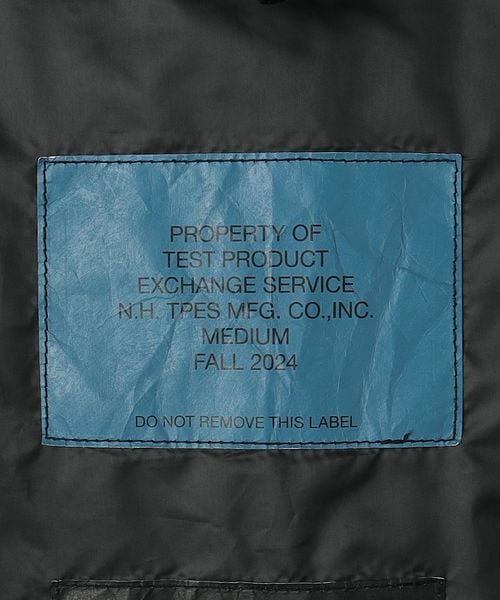 PROPERTY OF
TEST PRODUCT
EXCHANGE SERVICE
N.H. TPES MFG. CO.,INC.
MEDIUM
FALL 2024
DO NOT REMOVE THIS LABEL